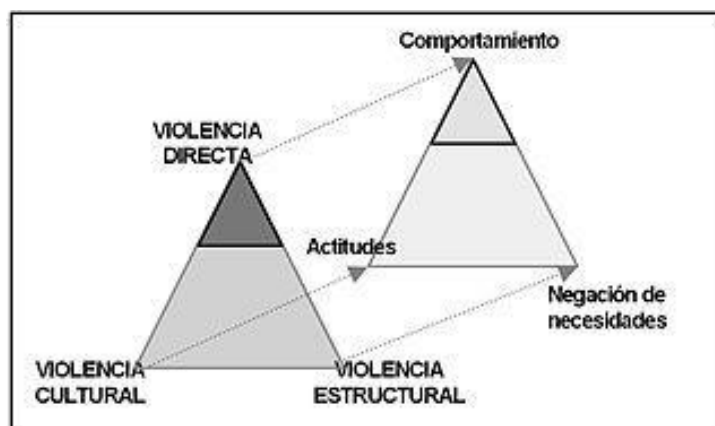 Comportamiento
VIOLENCIA
DIRECTA
Actitudes
Negación de
necesidades
VIOLENCIA
CULTURAL
VIOLENCIA
ESTRUCTURAL